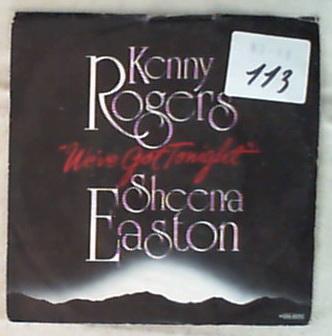 Kenny
Rogers
113
"We've Got Tonight"
Sheena
Easton